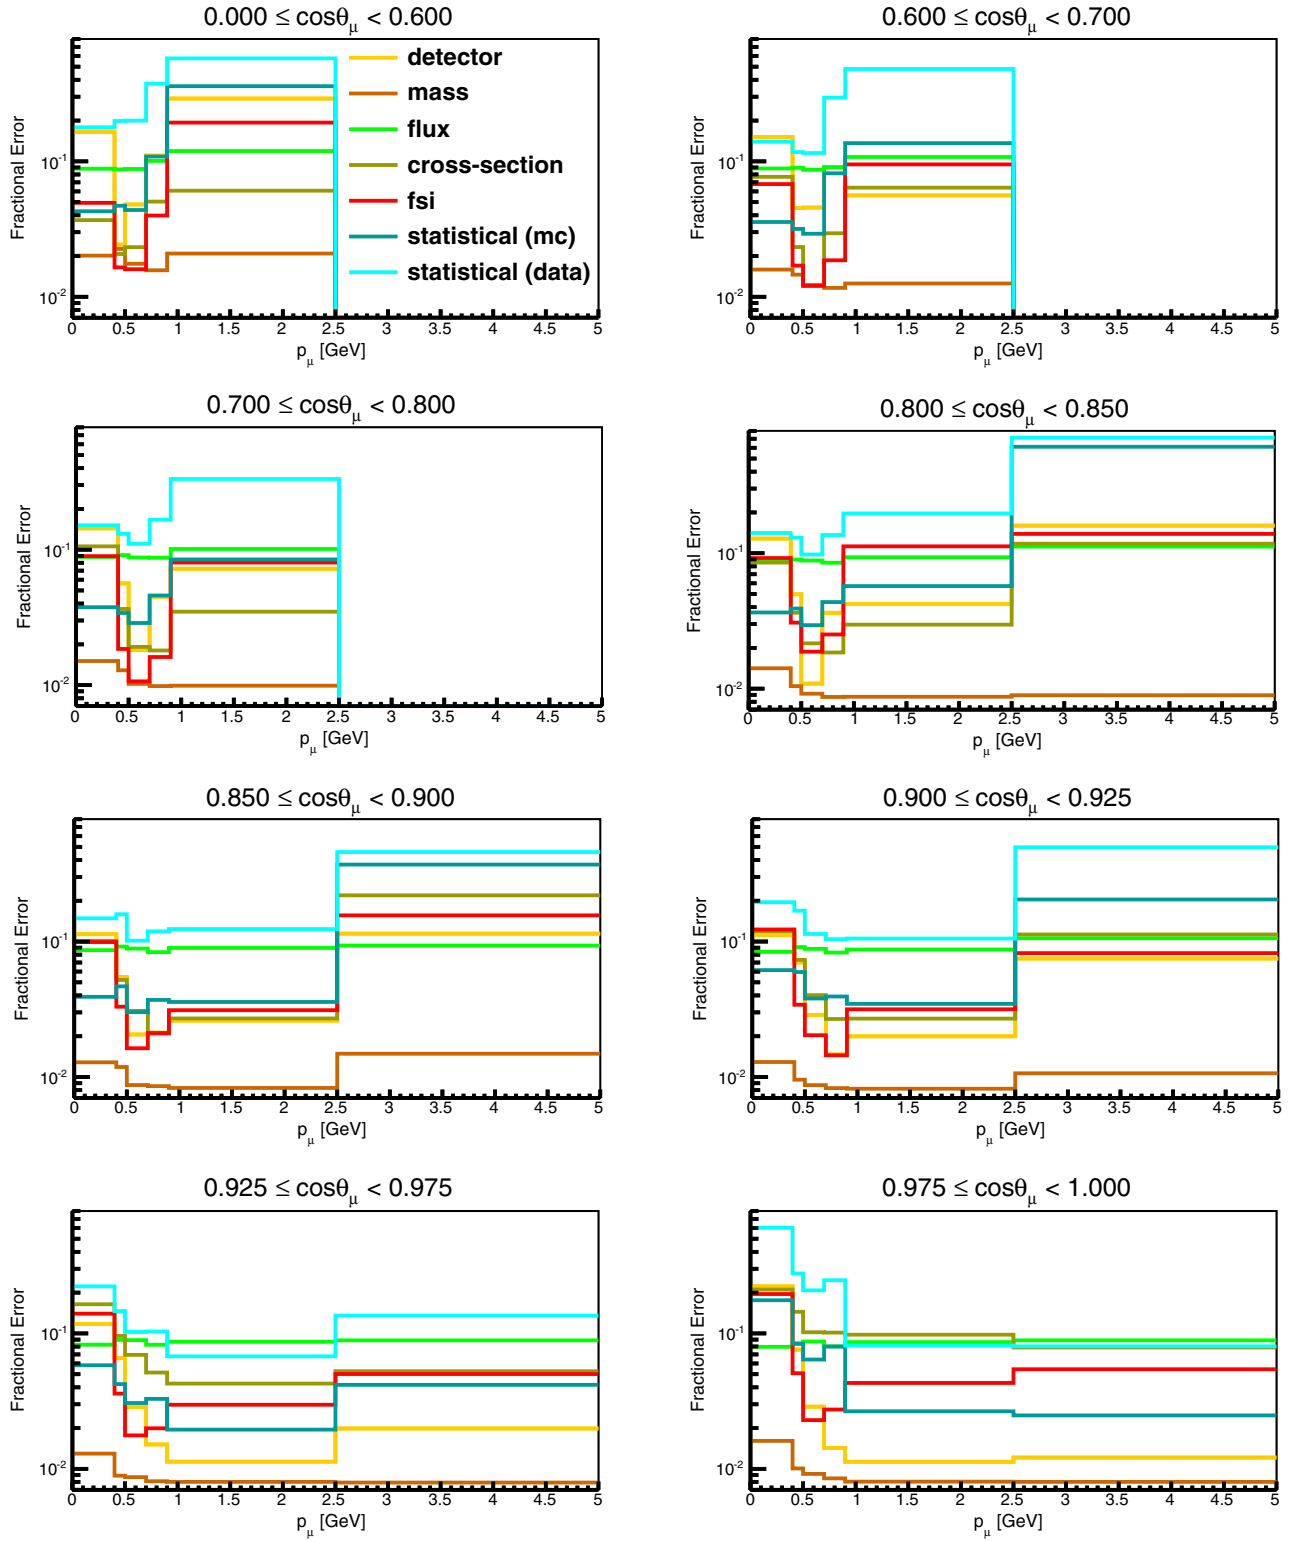 0.000 ≤ cosθμ < 0.600
Fractional Error
10⁻¹
10⁻²
detector
mass
flux
cross-section
fsi
statistical (mc)
statistical (data)
0 0.5 1 1.5 2 2.5 3 3.5 4 4.5 5
pμ [GeV]
0.600 ≤ cosθμ < 0.700
Fractional Error
10⁻¹
10⁻²
0 0.5 1 1.5 2 2.5 3 3.5 4 4.5 5
pμ [GeV]
0.700 ≤ cosθμ < 0.800
Fractional Error
10⁻¹
10⁻²
0 0.5 1 1.5 2 2.5 3 3.5 4 4.5 5
pμ [GeV]
0.800 ≤ cosθμ < 0.850
Fractional Error
10⁻¹
10⁻²
0 0.5 1 1.5 2 2.5 3 3.5 4 4.5 5
pμ [GeV]
0.850 ≤ cosθμ < 0.900
Fractional Error
10⁻¹
10⁻²
0 0.5 1 1.5 2 2.5 3 3.5 4 4.5 5
pμ [GeV]
0.900 ≤ cosθμ < 0.925
Fractional Error
10⁻¹
10⁻²
0 0.5 1 1.5 2 2.5 3 3.5 4 4.5 5
pμ [GeV]
0.925 ≤ cosθμ < 0.975
Fractional Error
10⁻¹
10⁻²
0 0.5 1 1.5 2 2.5 3 3.5 4 4.5 5
pμ [GeV]
0.975 ≤ cosθμ < 1.000
Fractional Error
10⁻¹
10⁻²
0 0.5 1 1.5 2 2.5 3 3.5 4 4.5 5
pμ [GeV]